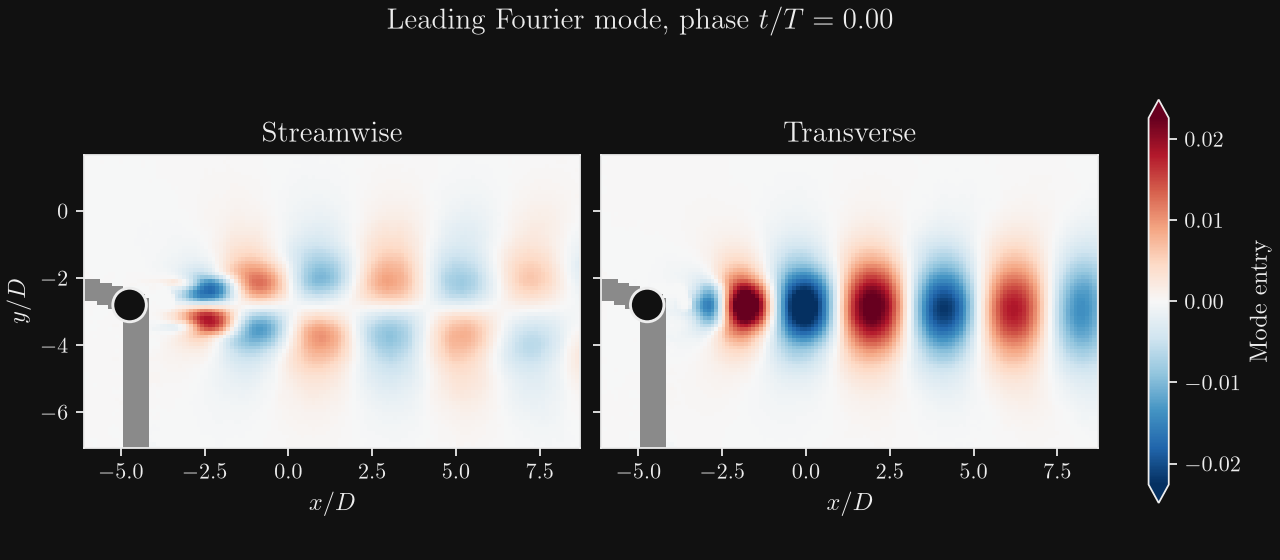 Leading Fourier mode, phase t/T = 0.00
Streamwise
Transverse
0
−2
−4
−6
y/D
−5.0 −2.5 0.0 2.5 5.0 7.5
x/D
−5.0 −2.5 0.0 2.5 5.0 7.5
x/D
0.02
0.01
0.00
−0.01
−0.02
Mode entry